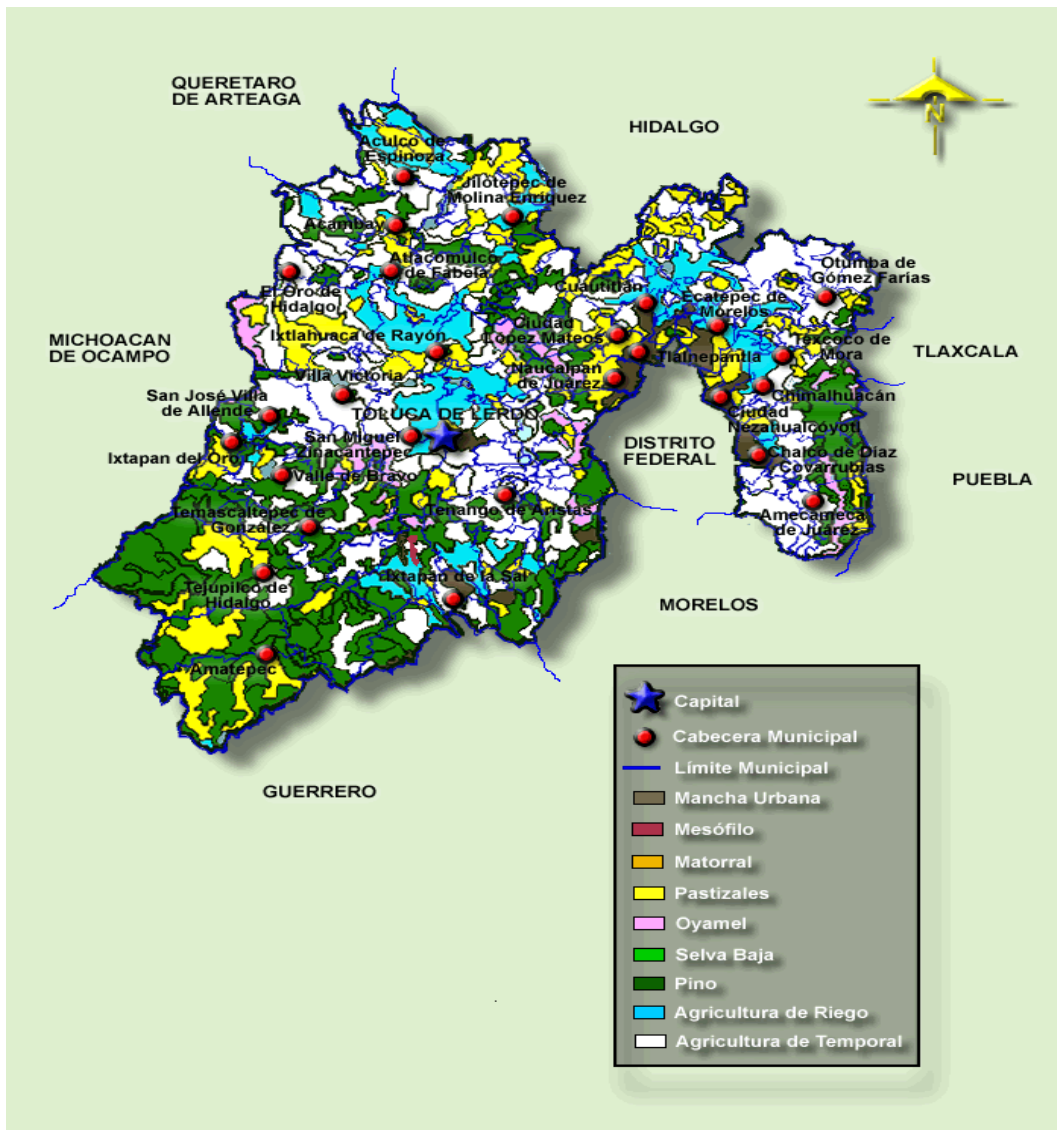 QUERETARO
DE ARTEAGA
HIDALGO
N
Aculco de
Espinoza
Jilotepec de
Molina Enriquez
Acambay
Atlacomulco
de Fabela
El Oro de
Hidalgo
Otumba de
Gómez Farías
Cuautitlán
Ecatepec de
Morelos
Ixtlahuaca de Rayón
Ciudad
López Mateos
Texcoco de
Mora
TLAXCALA
MICHOACAN
DE OCAMPO
Tlalnepantla
Naucalpan
de Juárez
Villa Victoria
San José Villa
de Allende
Chimalhuacán
TOLUCA DE LERDO
Ciudad
Nezahualcóyotl
San Miguel
Zinacantepec
DISTRITO
FEDERAL
Ixtapan del Oro
Chalco de Díaz
Covarrubias
Valle de Bravo
PUEBLA
Temascaltepec de
González
Tenango de Aristas
Amecameca
de Juárez
Ixtapan de la Sal
Tejupilco de
Hidalgo
MORELOS
Amatepec
GUERRERO
Capital
Cabecera Municipal
Límite Municipal
Mancha Urbana
Mesófilo
Matorral
Pastizales
Oyamel
Selva Baja
Pino
Agricultura de Riego
Agricultura de Temporal